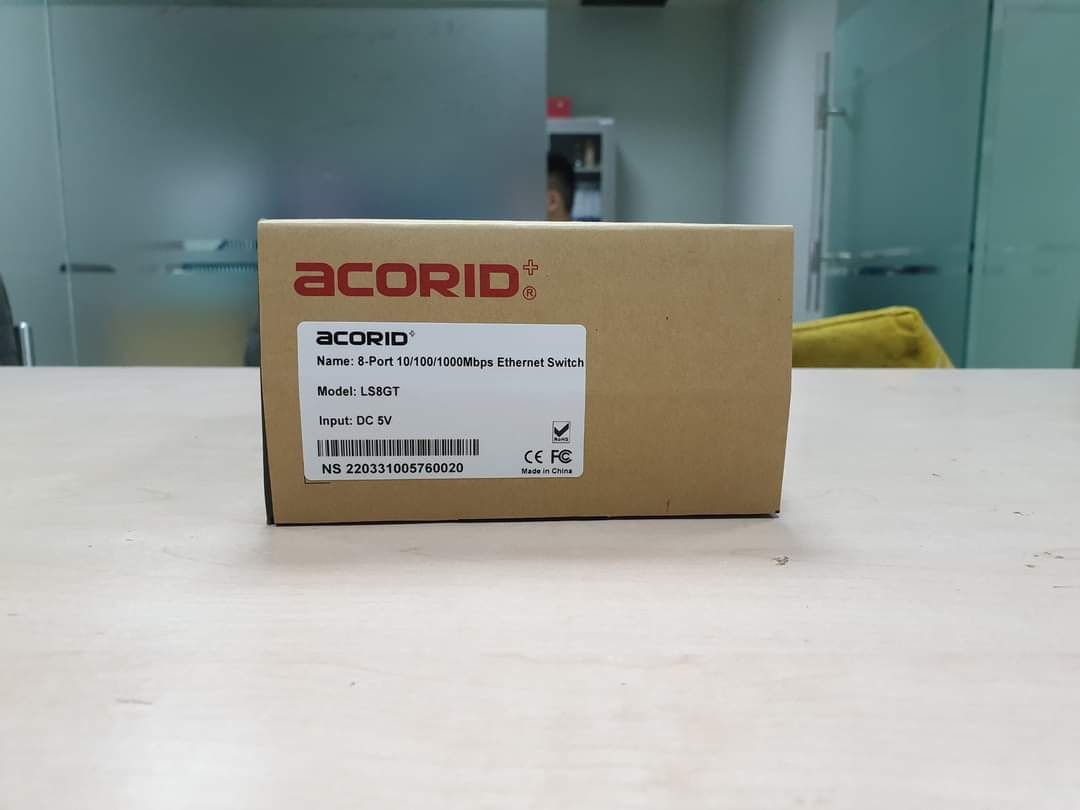 acorid+®
acorid+
Name: 8-Port 10/100/1000Mbps Ethernet Switch
Model: LS8GT
Input: DC 5V
RoHS
NS 220331005760020
CE FC
Made in China